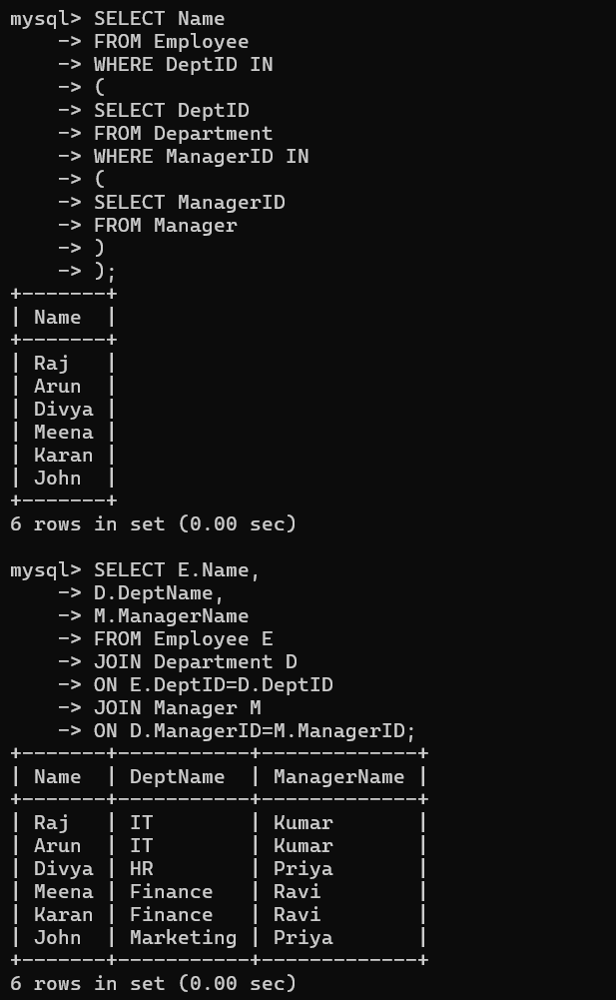 mysql> SELECT Name
    -> FROM Employee
    -> WHERE DeptID IN
    -> (
    -> SELECT DeptID
    -> FROM Department
    -> WHERE ManagerID IN
    -> (
    -> SELECT ManagerID
    -> FROM Manager
    -> )
    -> );
+-------+
| Name  |
+-------+
| Raj   |
| Arun  |
| Divya |
| Meena |
| Karan |
| John  |
+-------+
6 rows in set (0.00 sec)

mysql> SELECT E.Name,
    -> D.DeptName,
    -> M.ManagerName
    -> FROM Employee E
    -> JOIN Department D
    -> ON E.DeptID=D.DeptID
    -> JOIN Manager M
    -> ON D.ManagerID=M.ManagerID;
+-------+-----------+-------------+
| Name  | DeptName  | ManagerName |
+-------+-----------+-------------+
| Raj   | IT        | Kumar       |
| Arun  | IT        | Kumar       |
| Divya | HR        | Priya       |
| Meena | Finance   | Ravi        |
| Karan | Finance   | Ravi        |
| John  | Marketing | Priya       |
+-------+-----------+-------------+
6 rows in set (0.00 sec)